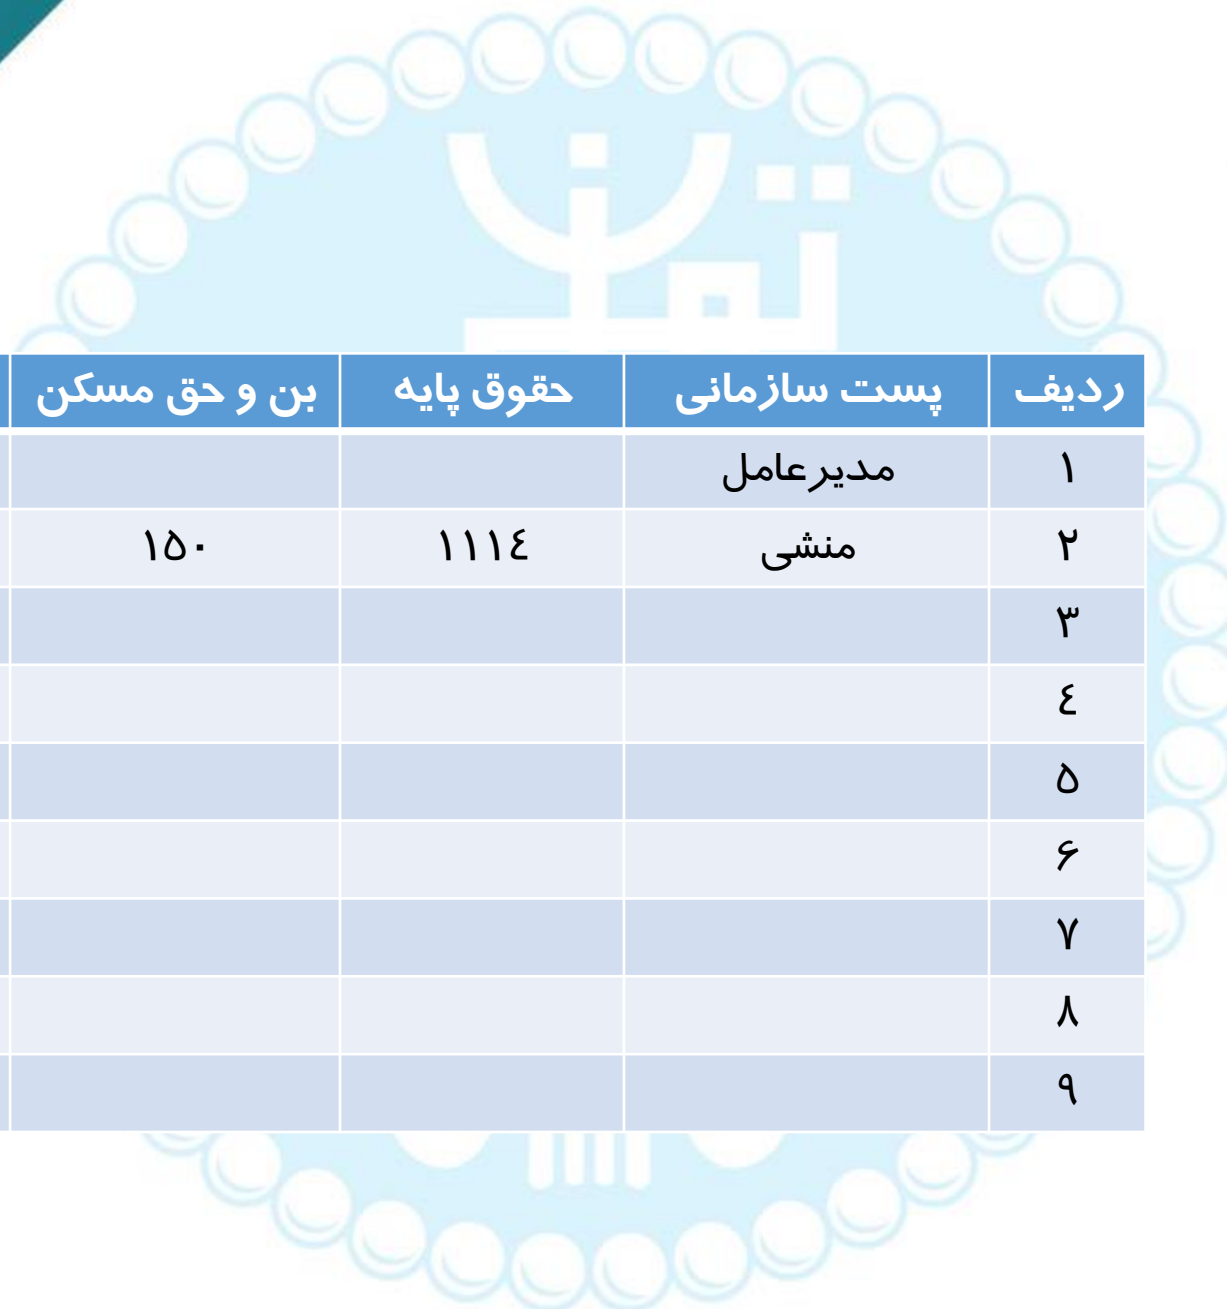 ردیف پست سازمانی حقوق پایه بن و حق مسکن
۱ مدیرعامل
۲ منشی ۱۱۱٤ ۱۵۰
۳
٤
۵
۶
۷
۸
۹